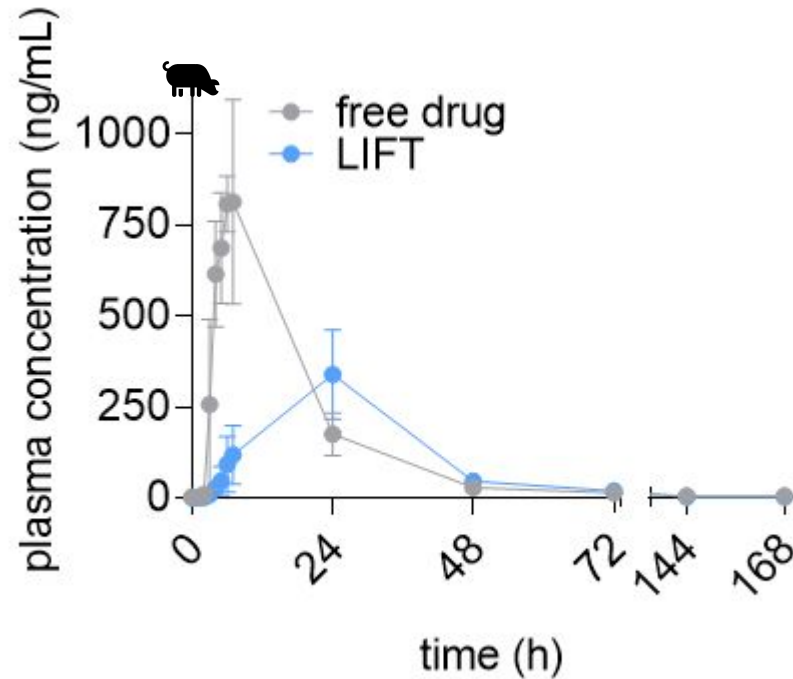 plasma concentration (ng/mL)
1000
750
500
250
0
free drug
LIFT
0
24
48
72
144
168
time (h)